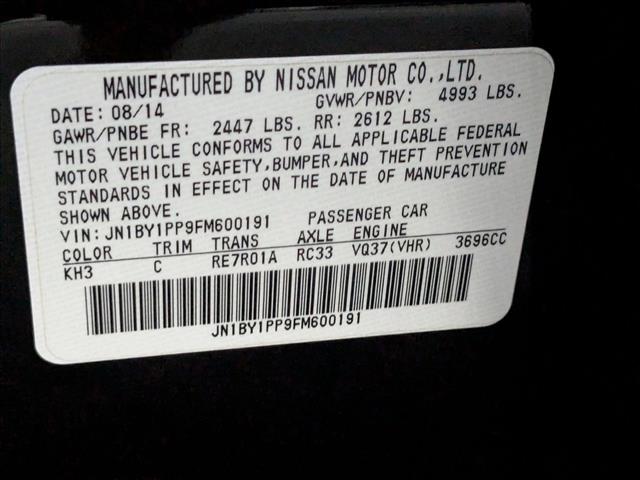 MANUFACTURED BY NISSAN MOTOR CO.,LTD.
DATE: 08/14 GVWR/PNBV: 4993 LBS.
GAWR/PNBE FR: 2447 LBS. RR: 2612 LBS.
THIS VEHICLE CONFORMS TO ALL APPLICABLE FEDERAL
MOTOR VEHICLE SAFETY,BUMPER,AND THEFT PREVENTION
STANDARDS IN EFFECT ON THE DATE OF MANUFACTURE
SHOWN ABOVE.
VIN:JN1BY1PP9FM600191 PASSENGER CAR
COLOR TRIM TRANS AXLE ENGINE
KH3 C RE7R01A RC33 VQ37(VHR) 3696CC
JN1BY1PP9FM600191